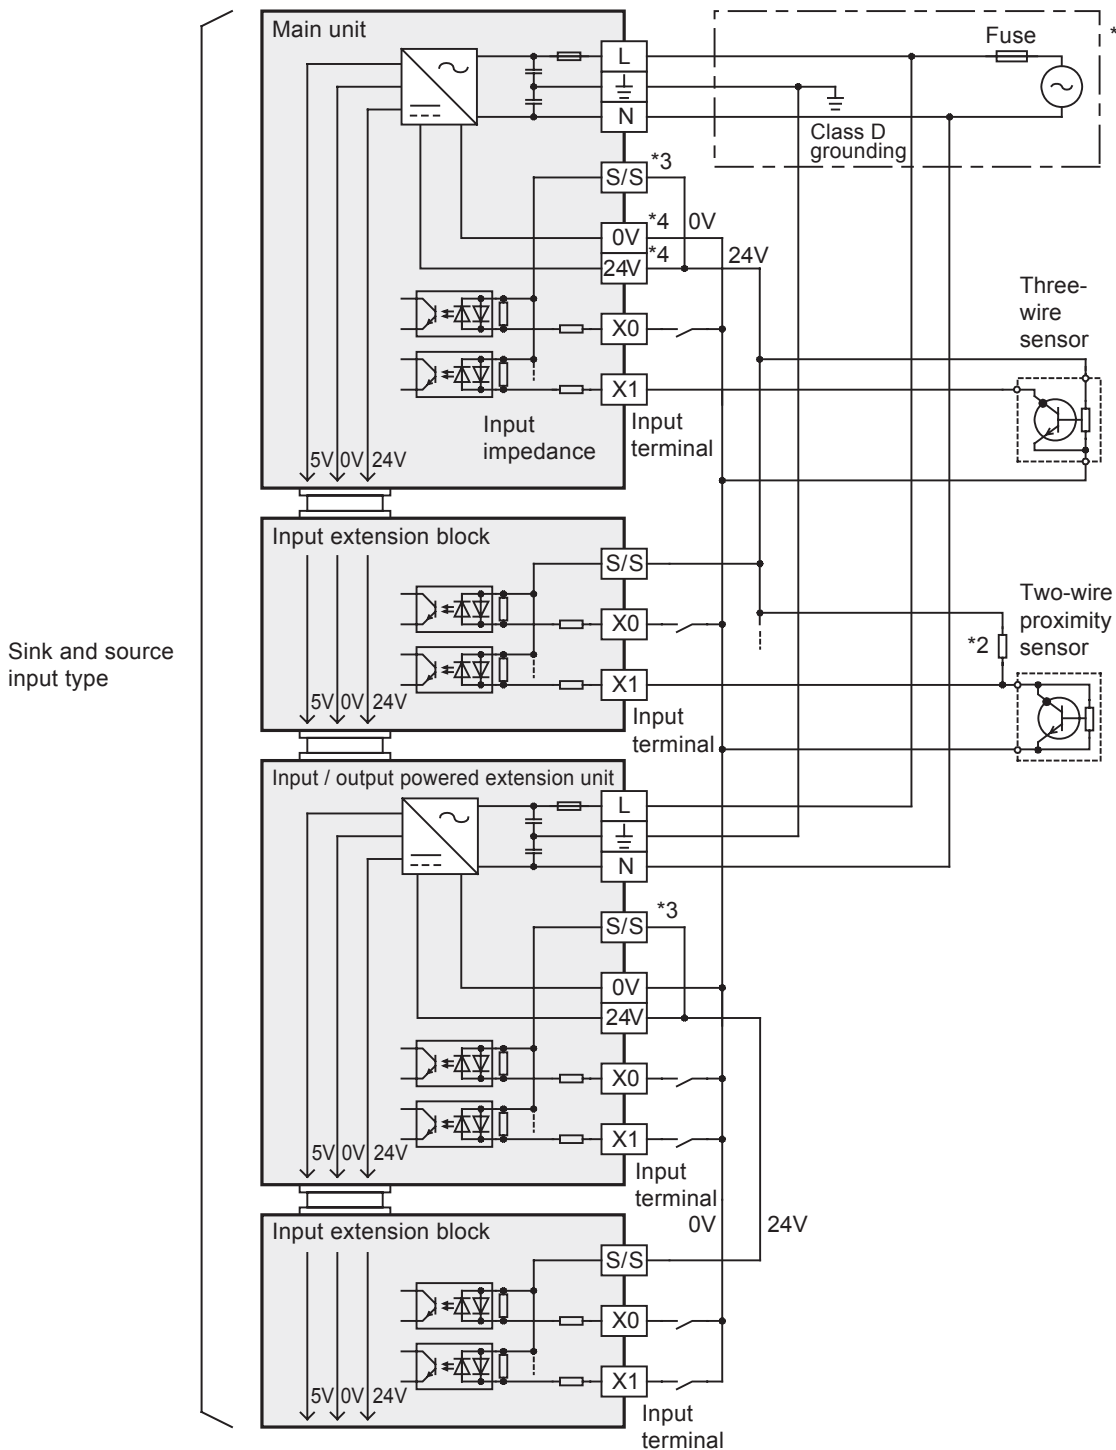 Main unit
Fuse
*
L
N
Class D
grounding
S/S
*3
0V
*4
0V
24V
*4
24V
X0
Three-
wire
sensor
X1
Input
impedance
Input
terminal
5V 0V 24V
Input extension block
S/S
X0
Two-wire
proximity
sensor
*2
X1
Input
terminal
5V 0V 24V
Sink and source
input type
Input / output powered extension unit
L
N
S/S
*3
0V
24V
X0
X1
5V 0V 24V
Input
terminal
0V
24V
Input extension block
S/S
X0
X1
5V 0V 24V
Input
terminal